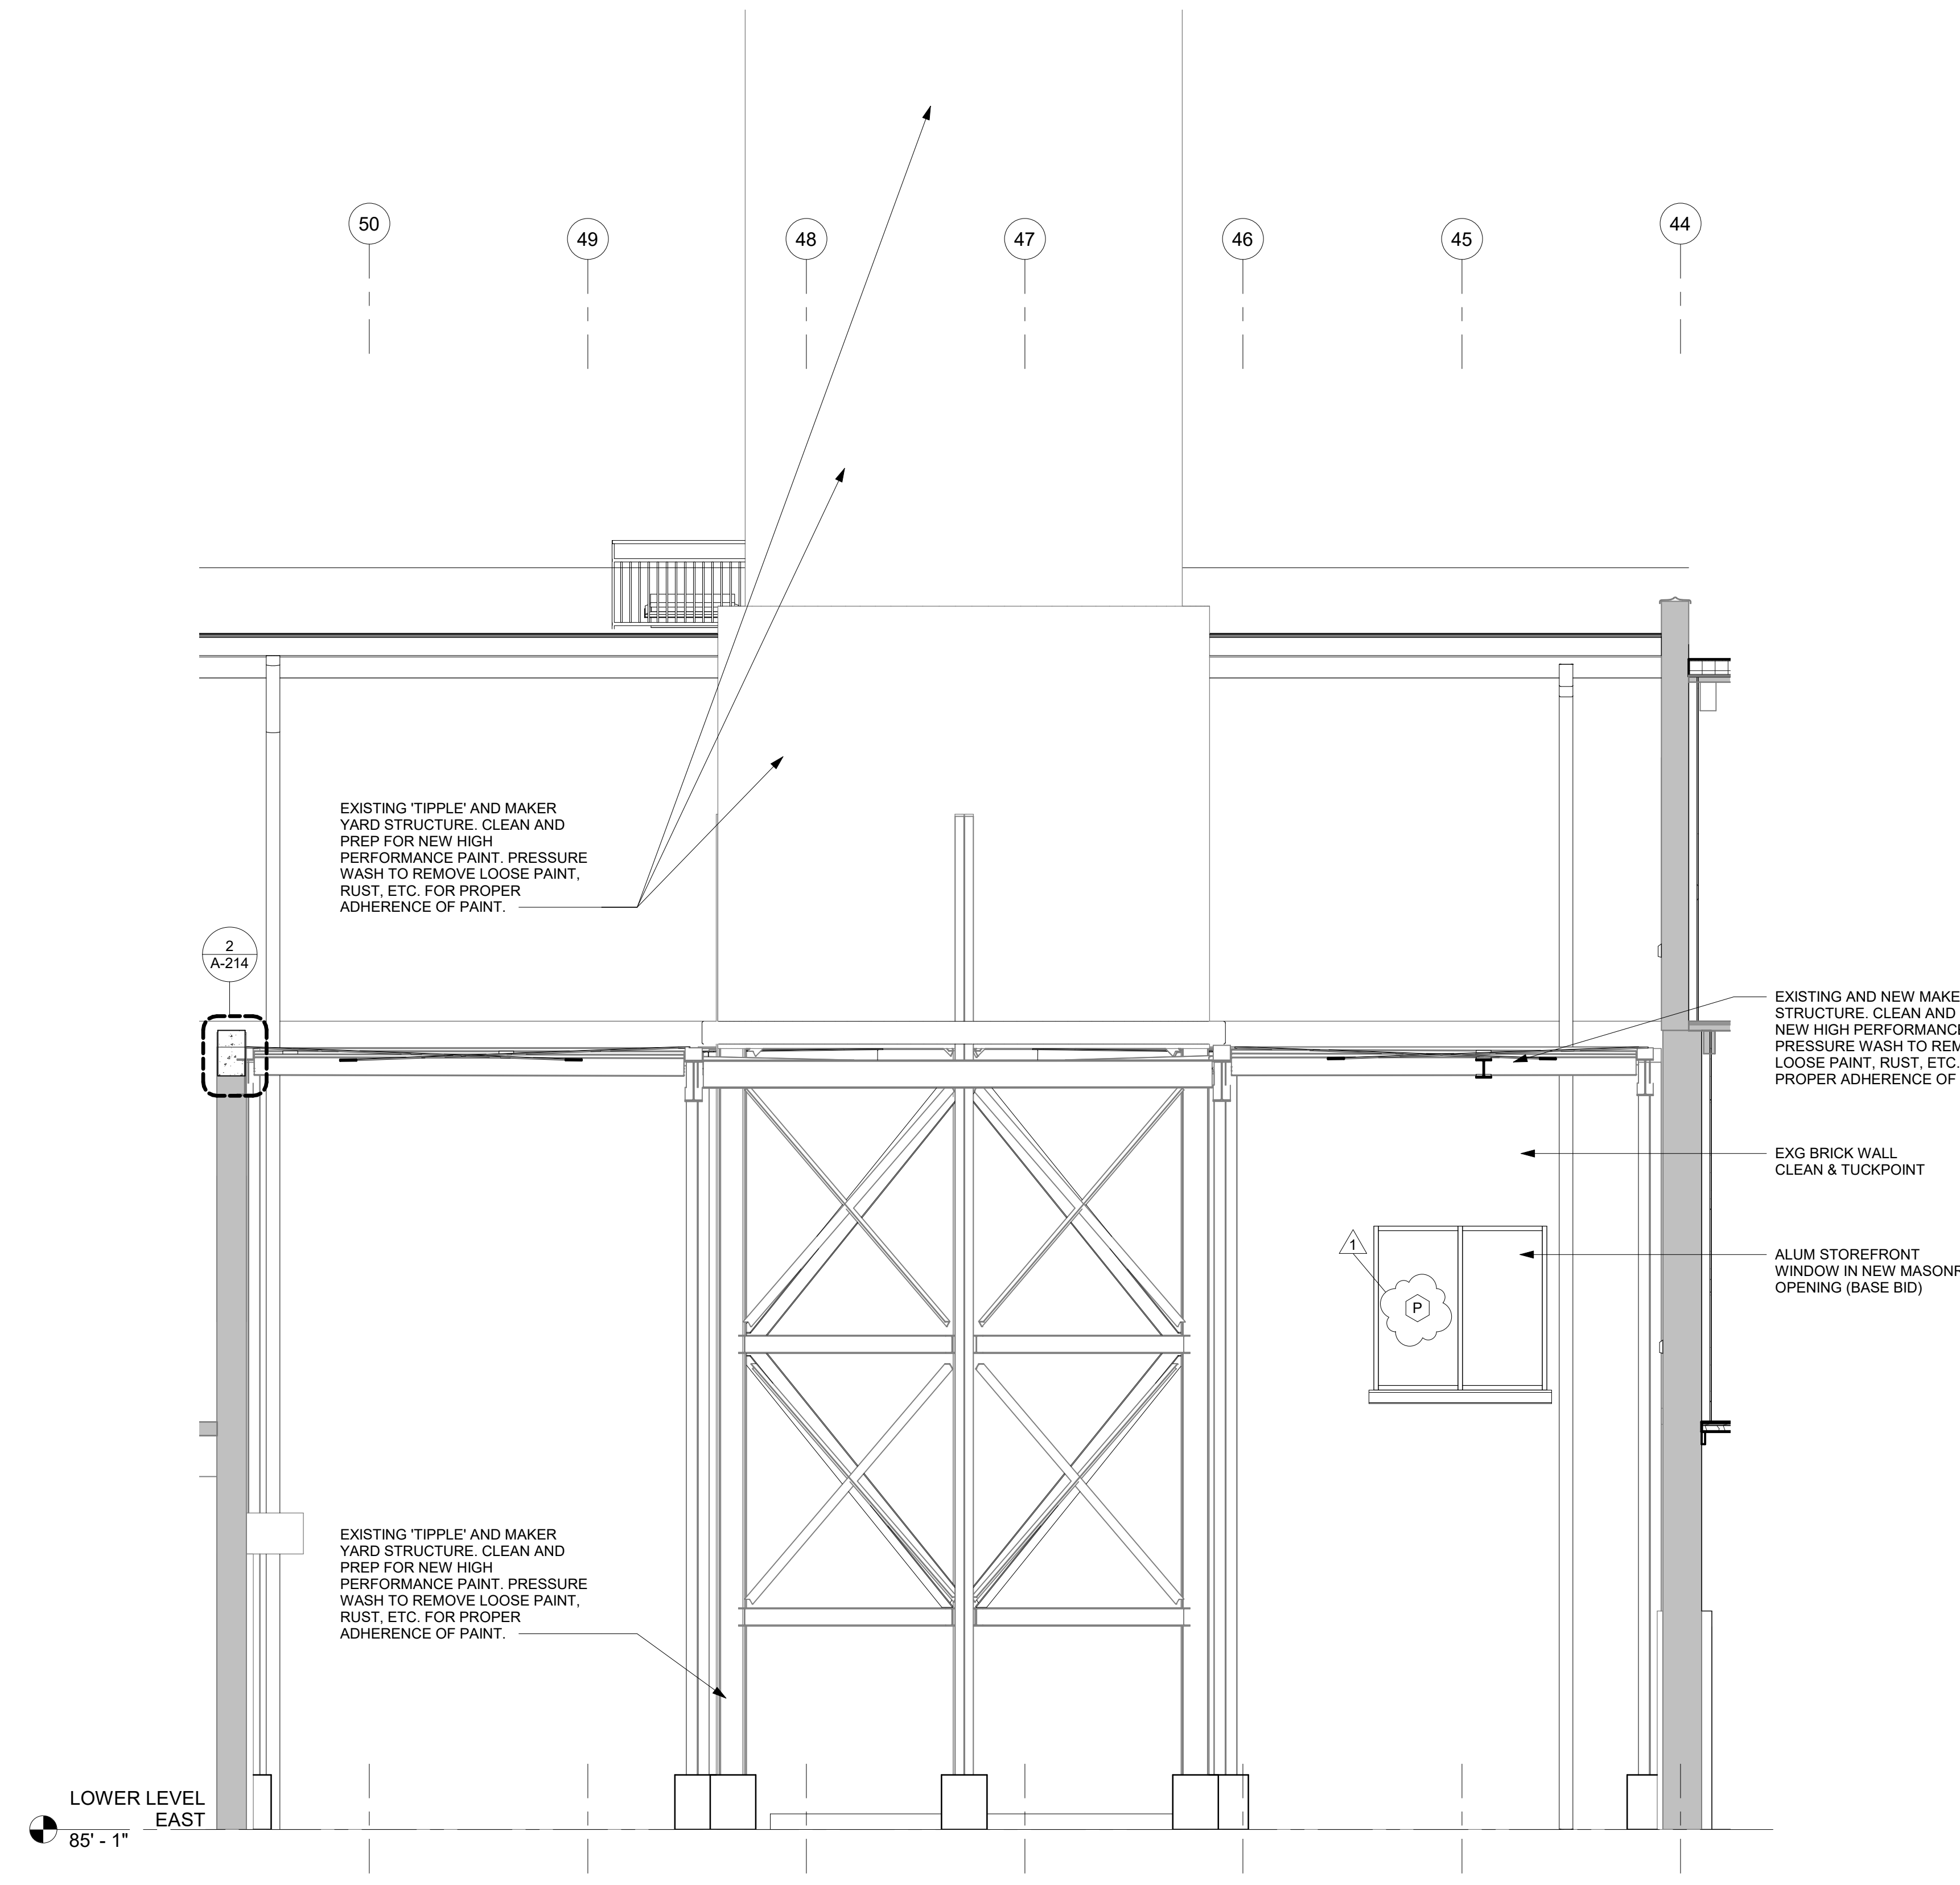 50
49
48
47
46
45
44
EXISTING 'TIPPLE' AND MAKER
YARD STRUCTURE. CLEAN AND
PREP FOR NEW HIGH
PERFORMANCE PAINT. PRESSURE
WASH TO REMOVE LOOSE PAINT,
RUST, ETC. FOR PROPER
ADHERENCE OF PAINT.
2
A-214
EXISTING AND NEW MAKE
STRUCTURE. CLEAN AND
NEW HIGH PERFORMANCE
PRESSURE WASH TO REM
LOOSE PAINT, RUST, ETC.
PROPER ADHERENCE OF
EXG BRICK WALL
CLEAN & TUCKPOINT
1
ALUM STOREFRONT
WINDOW IN NEW MASONR
OPENING (BASE BID)
P
EXISTING 'TIPPLE' AND MAKER
YARD STRUCTURE. CLEAN AND
PREP FOR NEW HIGH
PERFORMANCE PAINT. PRESSURE
WASH TO REMOVE LOOSE PAINT,
RUST, ETC. FOR PROPER
ADHERENCE OF PAINT.
LOWER LEVEL
EAST
85' - 1"